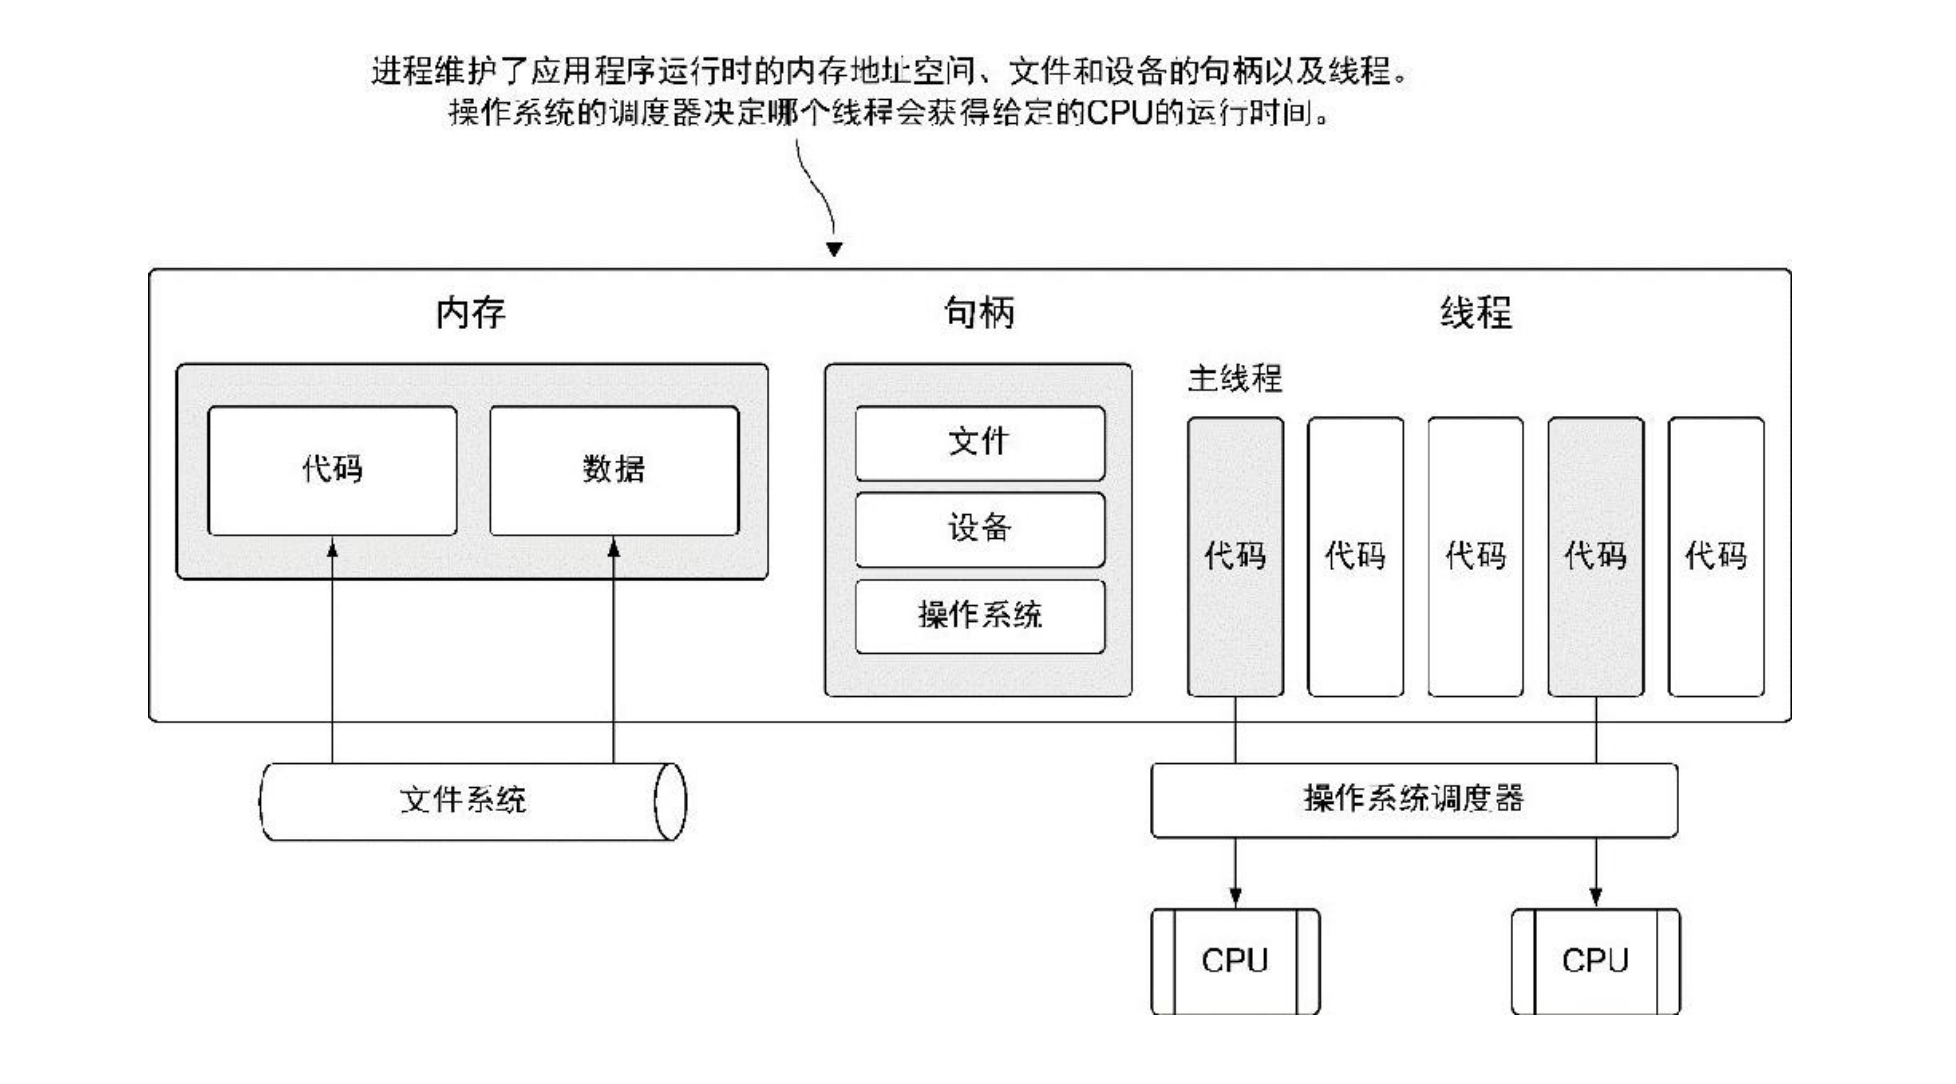 进程维护了应用程序运行时的内存地址空间、文件和设备的句柄以及线程。
操作系统的调度器决定哪个线程会获得给定的CPU的运行时间。
内存
句柄
线程
主线程
代码
数据
文件
设备
操作系统
代码
代码
代码
代码
代码
文件系统
操作系统调度器
CPU
CPU